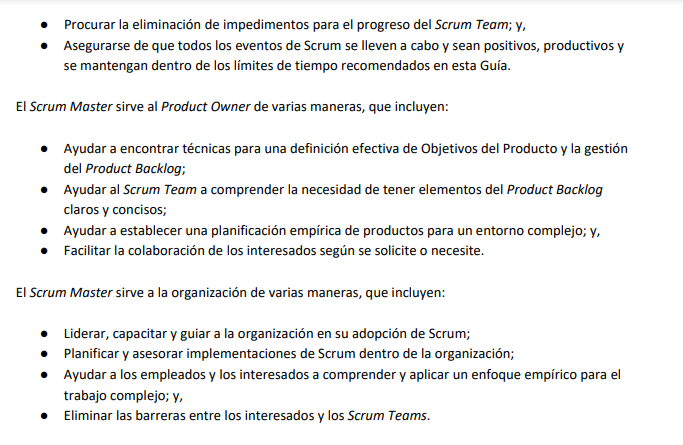 ● Procurar la eliminación de impedimentos para el progreso del Scrum Team; y,
● Asegurarse de que todos los eventos de Scrum se lleven a cabo y sean positivos, productivos y
se mantengan dentro de los límites de tiempo recomendados en esta Guía.
El Scrum Master sirve al Product Owner de varias maneras, que incluyen:
● Ayudar a encontrar técnicas para una definición efectiva de Objetivos del Producto y la gestión
del Product Backlog;
● Ayudar al Scrum Team a comprender la necesidad de tener elementos del Product Backlog
claros y concisos;
● Ayudar a establecer una planificación empírica de productos para un entorno complejo; y,
● Facilitar la colaboración de los interesados según se solicite o necesite.
El Scrum Master sirve a la organización de varias maneras, que incluyen:
● Liderar, capacitar y guiar a la organización en su adopción de Scrum;
● Planificar y asesorar implementaciones de Scrum dentro de la organización;
● Ayudar a los empleados y los interesados a comprender y aplicar un enfoque empírico para el
trabajo complejo; y,
● Eliminar las barreras entre los interesados y los Scrum Teams.